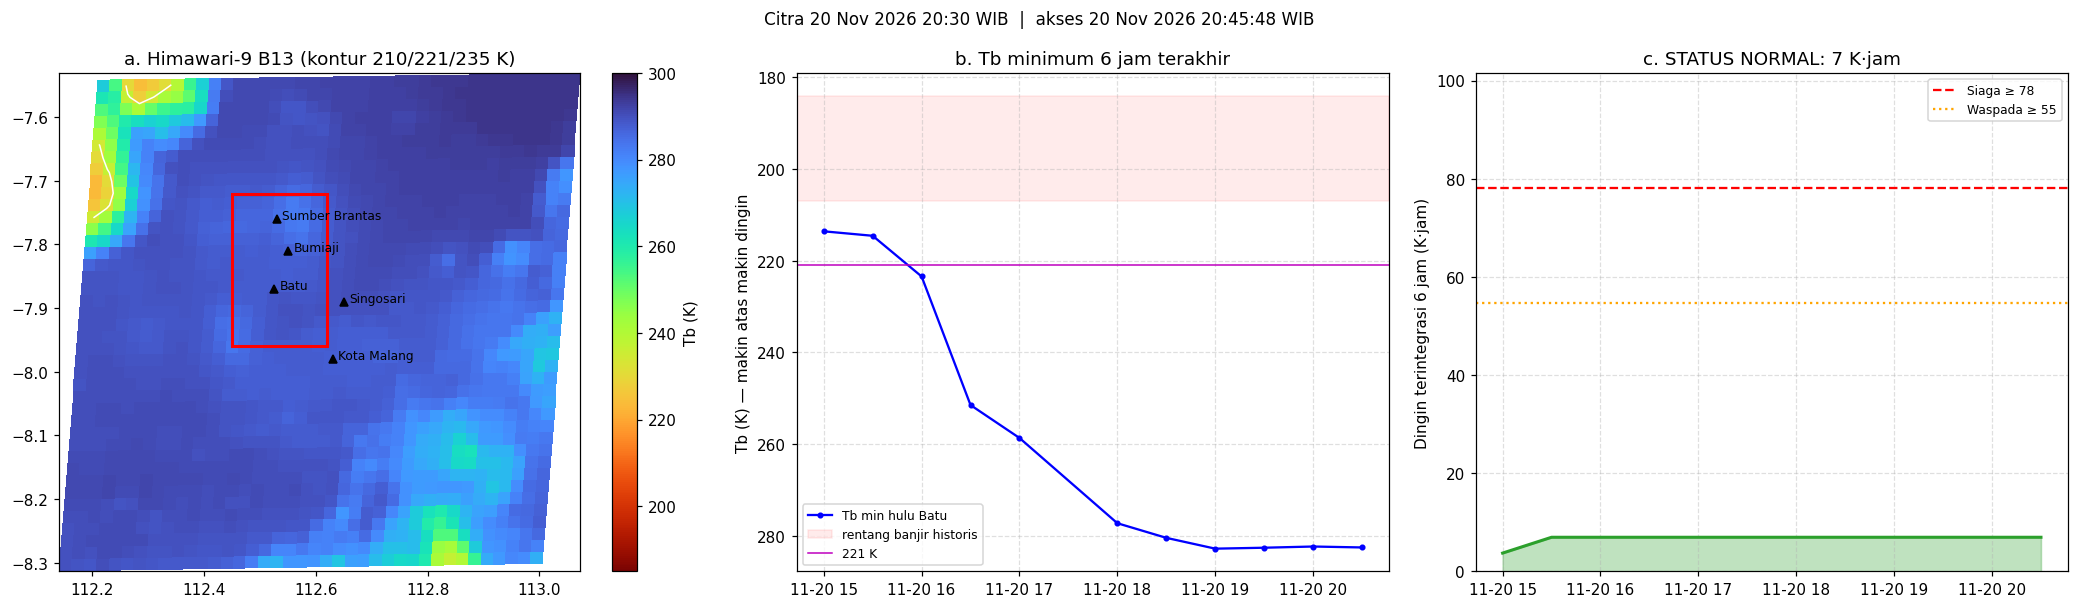 Citra 20 Nov 2026 20:30 WIB | akses 20 Nov 2026 20:45:48 WIB
a. Himawari-9 B13 (kontur 210/221/235 K)
−7.6
−7.7
−7.8
−7.9
−8.0
−8.1
−8.2
−8.3
112.2
112.4
112.6
112.8
113.0
Sumber Brantas
Bumiaji
Batu
Singosari
Kota Malang
300
280
260
240
220
200
Tb (K)
b. Tb minimum 6 jam terakhir
Tb (K) — makin atas makin dingin
180
200
220
240
260
280
Tb min hulu Batu
rentang banjir historis
221 K
11-20 15
11-20 16
11-20 17
11-20 18
11-20 19
11-20 20
c. STATUS NORMAL: 7 K·jam
Dingin terintegrasi 6 jam (K·jam)
100
80
60
40
20
0
Siaga ≥ 78
Waspada ≥ 55
11-20 15
11-20 16
11-20 17
11-20 18
11-20 19
11-20 20